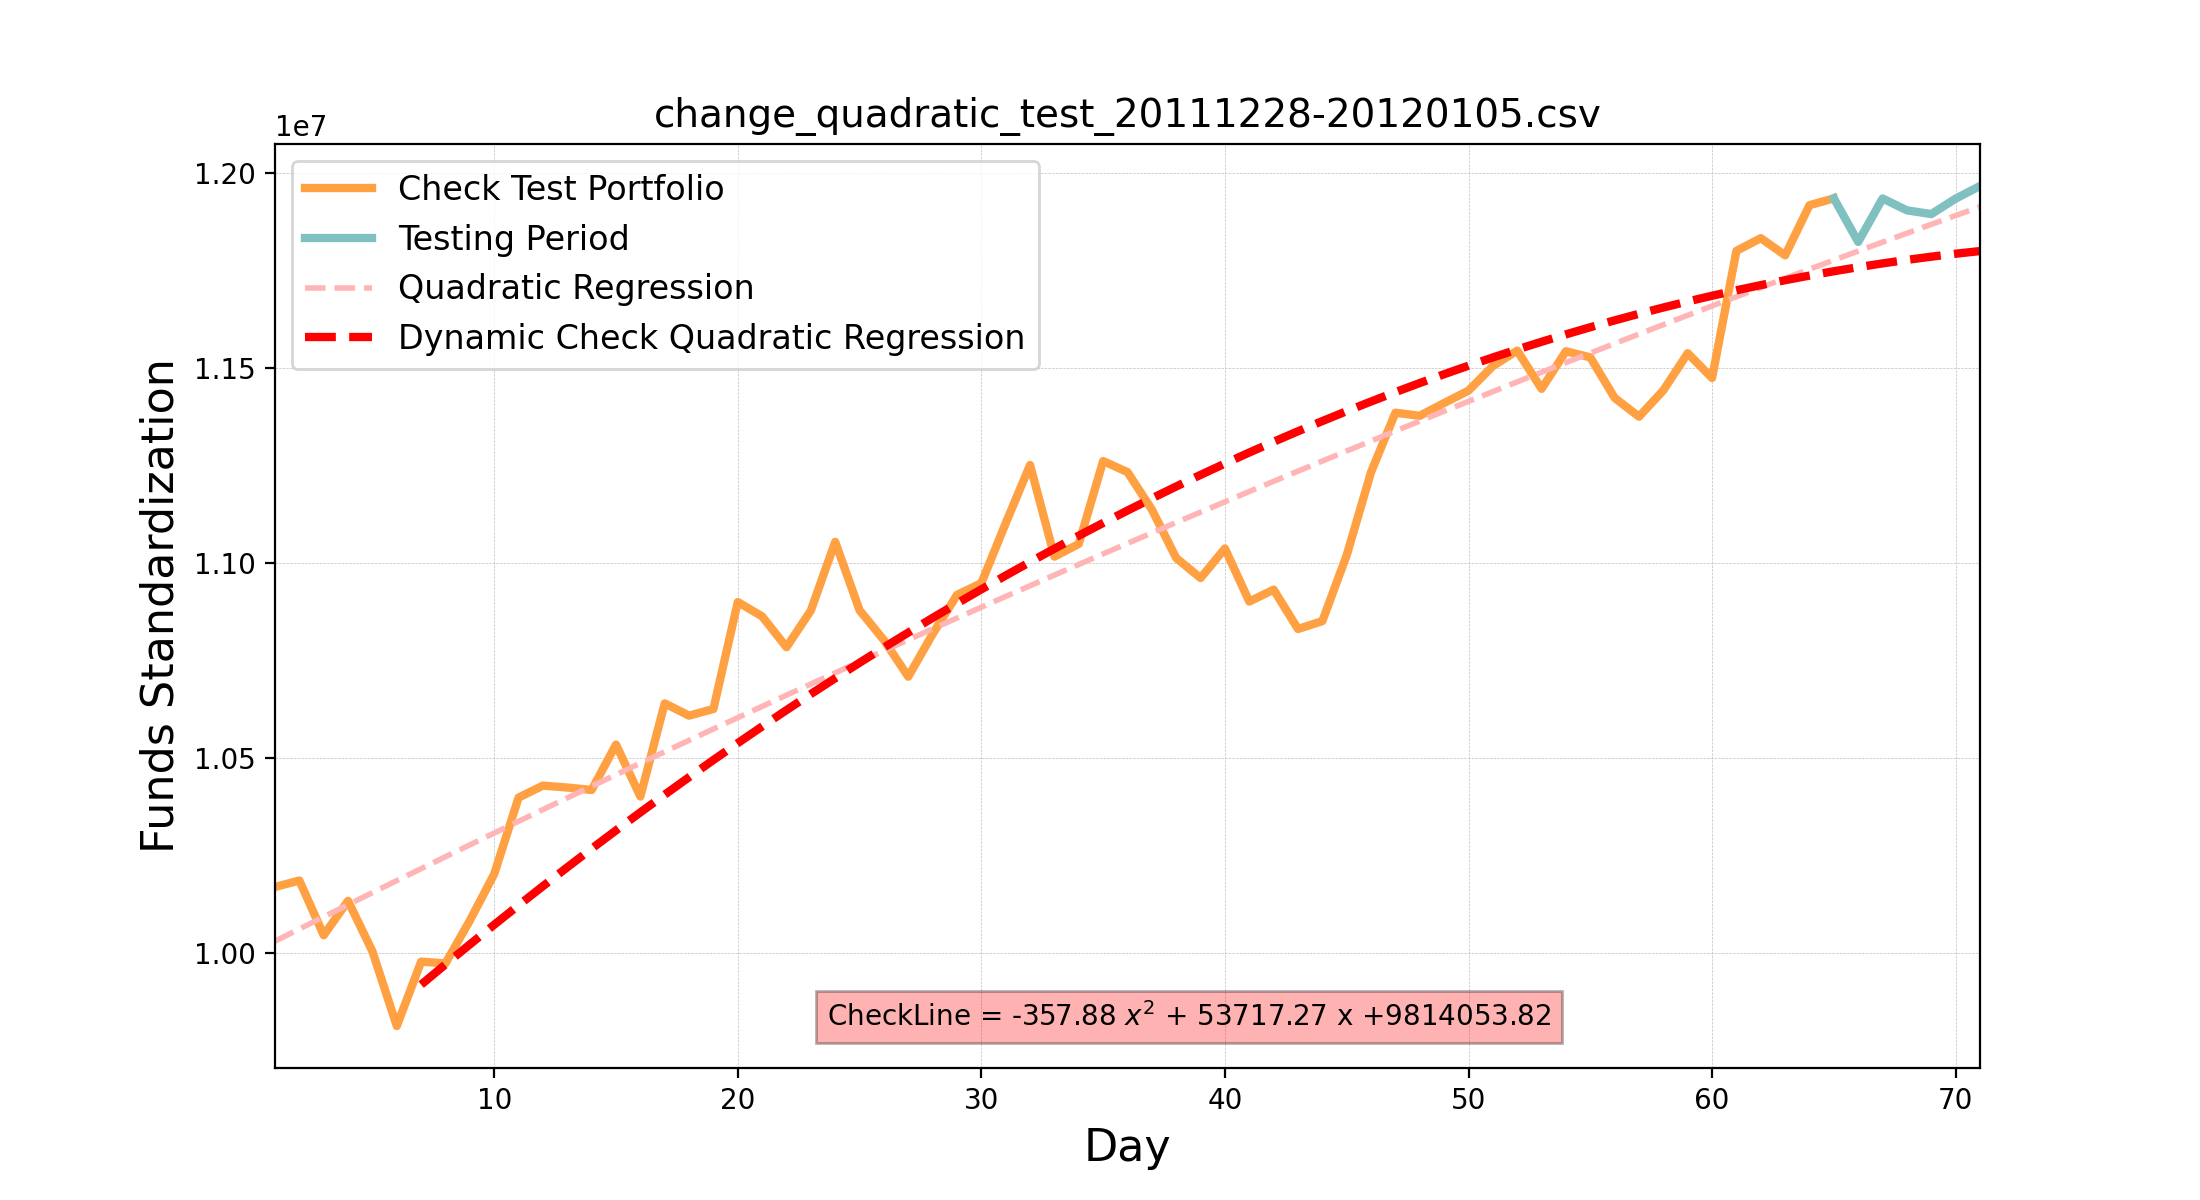 change_quadratic_test_20111228-20120105.csv
1e7
1.20
1.15
1.10
1.05
1.00
Funds Standardization
Check Test Portfolio
Testing Period
Quadratic Regression
Dynamic Check Quadratic Regression
CheckLine = -357.88 x² + 53717.27 x +9814053.82
10 20 30 40 50 60 70
Day